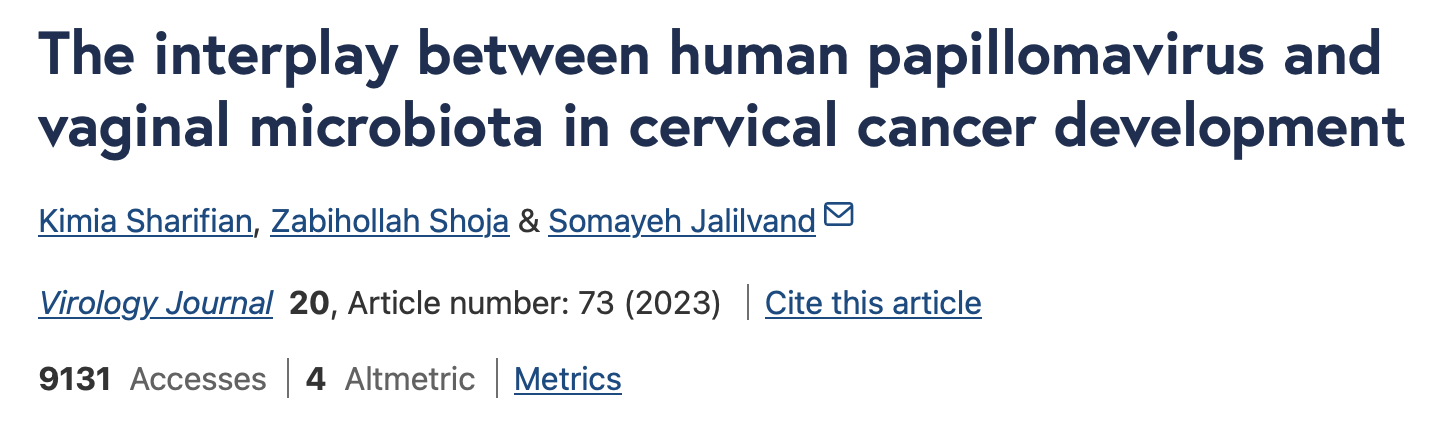 The interplay between human papillomavirus and
vaginal microbiota in cervical cancer development
Kimia Sharifian, Zabihollah Shoja & Somayeh Jalilvand
Virology Journal 20, Article number: 73 (2023) | Cite this article
9131 Accesses | 4 Altmetric | Metrics